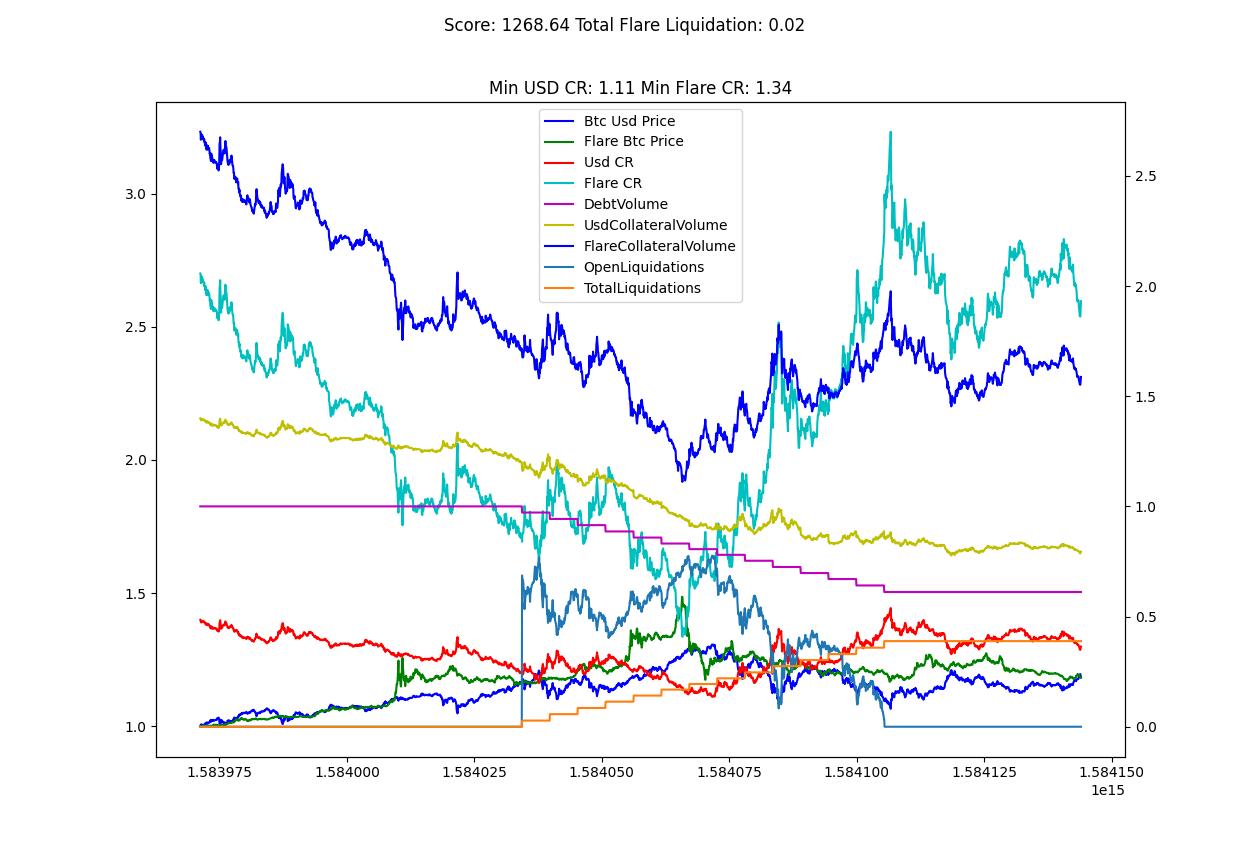 Score: 1268.64 Total Flare Liquidation: 0.02
Min USD CR: 1.11 Min Flare CR: 1.34
Btc Usd Price
Flare Btc Price
Usd CR
Flare CR
DebtVolume
UsdCollateralVolume
FlareCollateralVolume
OpenLiquidations
TotalLiquidations
3.0
2.5
2.0
1.5
1.0
2.5
2.0
1.5
1.0
0.5
0.0
1.583975 1.584000 1.584025 1.584050 1.584075 1.584100 1.584125 1.584150
1e15